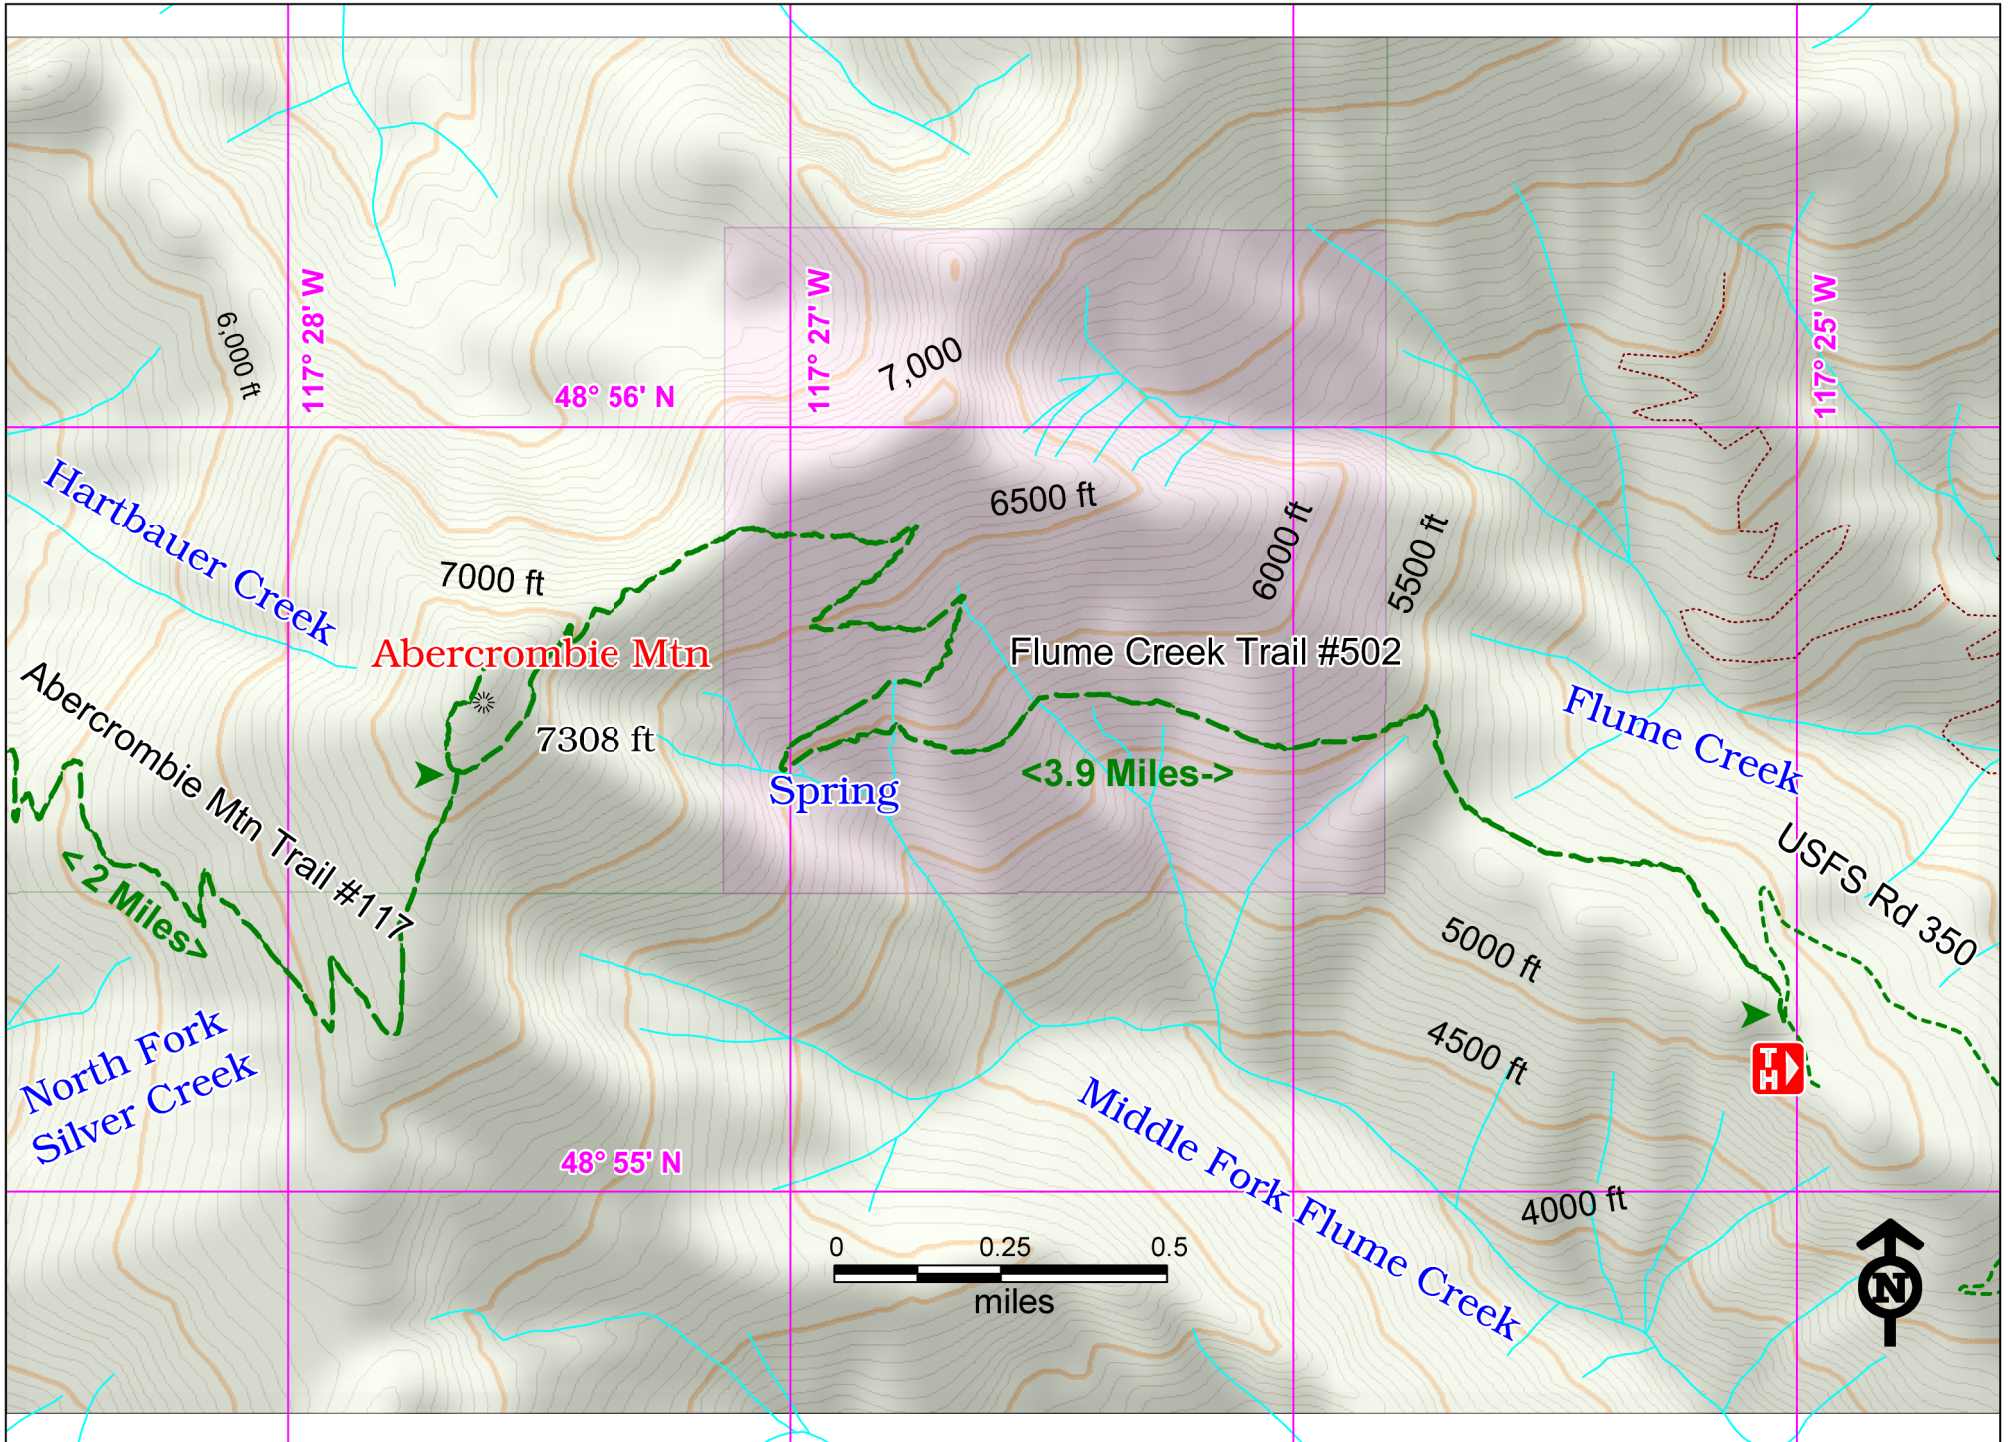 6,000 ft
117° 28' W
117° 27' W
117° 25' W
48° 56' N
7,000
Hartbauer Creek
6500 ft
6000 ft
5500 ft
7000 ft
Abercrombie Mtn
Flume Creek Trail #502
7308 ft
Flume Creek
Abercrombie Mtn Trail #117
<3.9 Miles->
Spring
< 2 Miles>
USFS Rd 350
5000 ft
4500 ft
North Fork
Silver Creek
T
H
Middle Fork Flume Creek
48° 55' N
4000 ft
0 0.25 0.5
miles
N